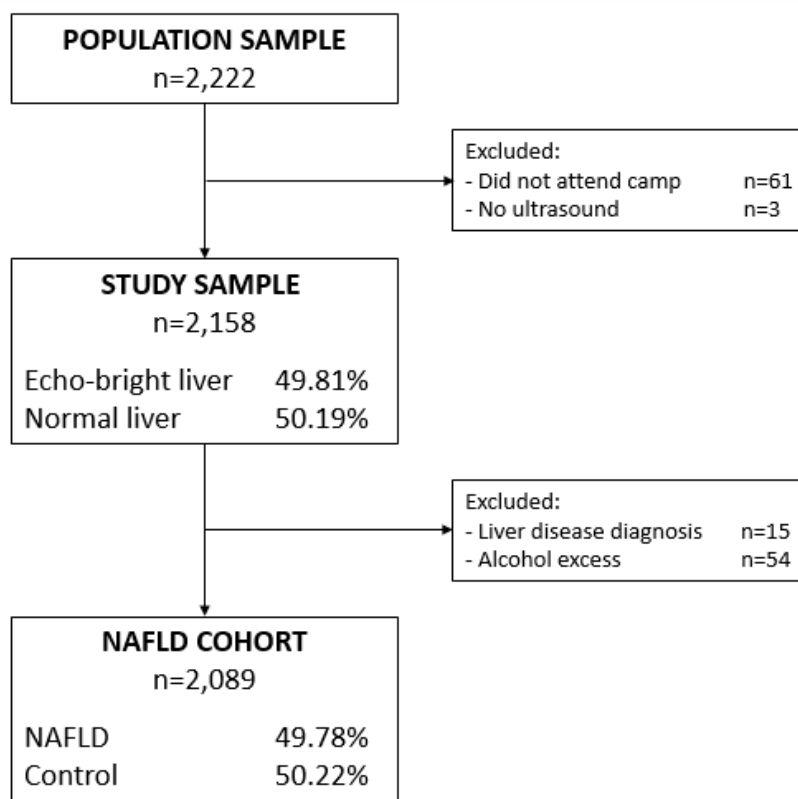 POPULATION SAMPLE
n=2,222
Excluded:
- Did not attend camp n=61
- No ultrasound n=3
STUDY SAMPLE
n=2,158
Echo-bright liver 49.81%
Normal liver 50.19%
Excluded:
- Liver disease diagnosis n=15
- Alcohol excess n=54
NAFLD COHORT
n=2,089
NAFLD 49.78%
Control 50.22%